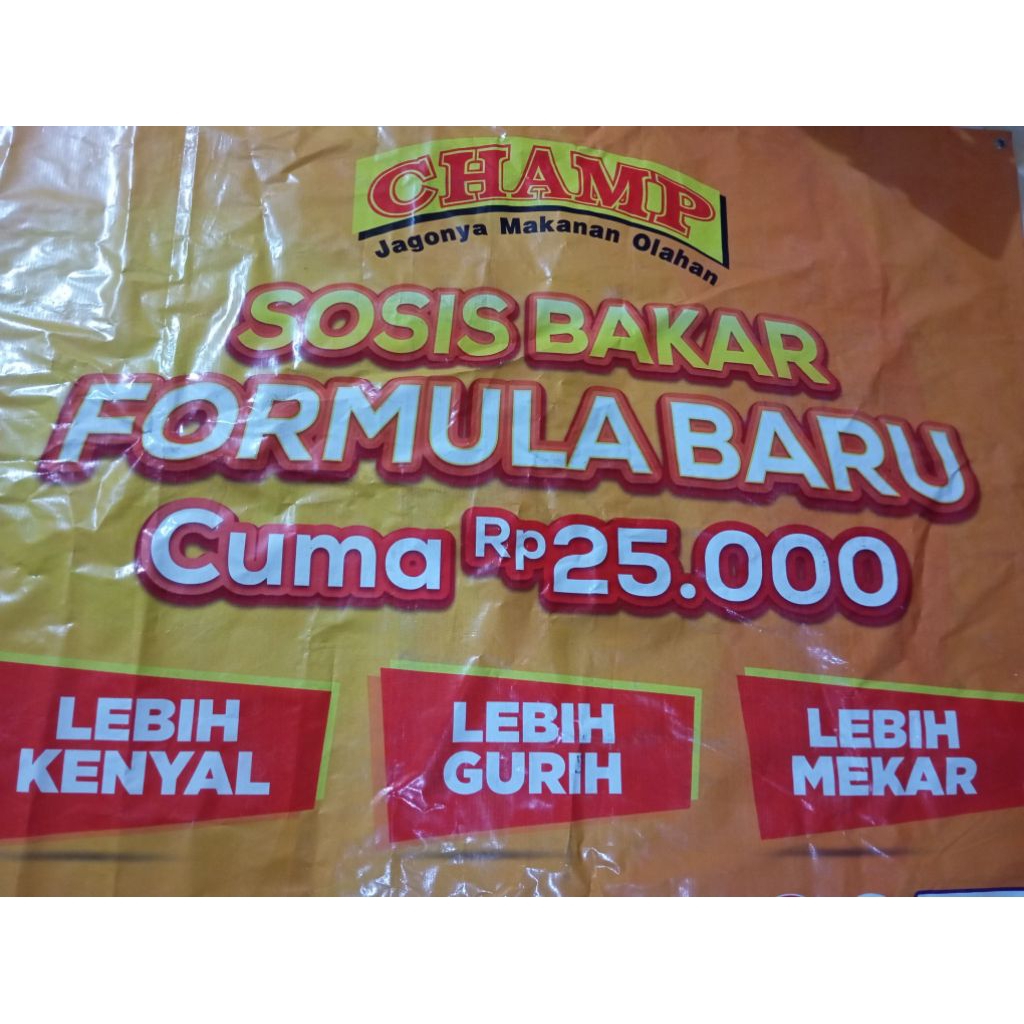 CHAMP
Jagonya Makanan Olahan
SOSIS BAKAR
FORMULA BARU
Cuma Rp25.000
LEBIH
KENYAL
LEBIH
GURIH
LEBIH
MEKAR